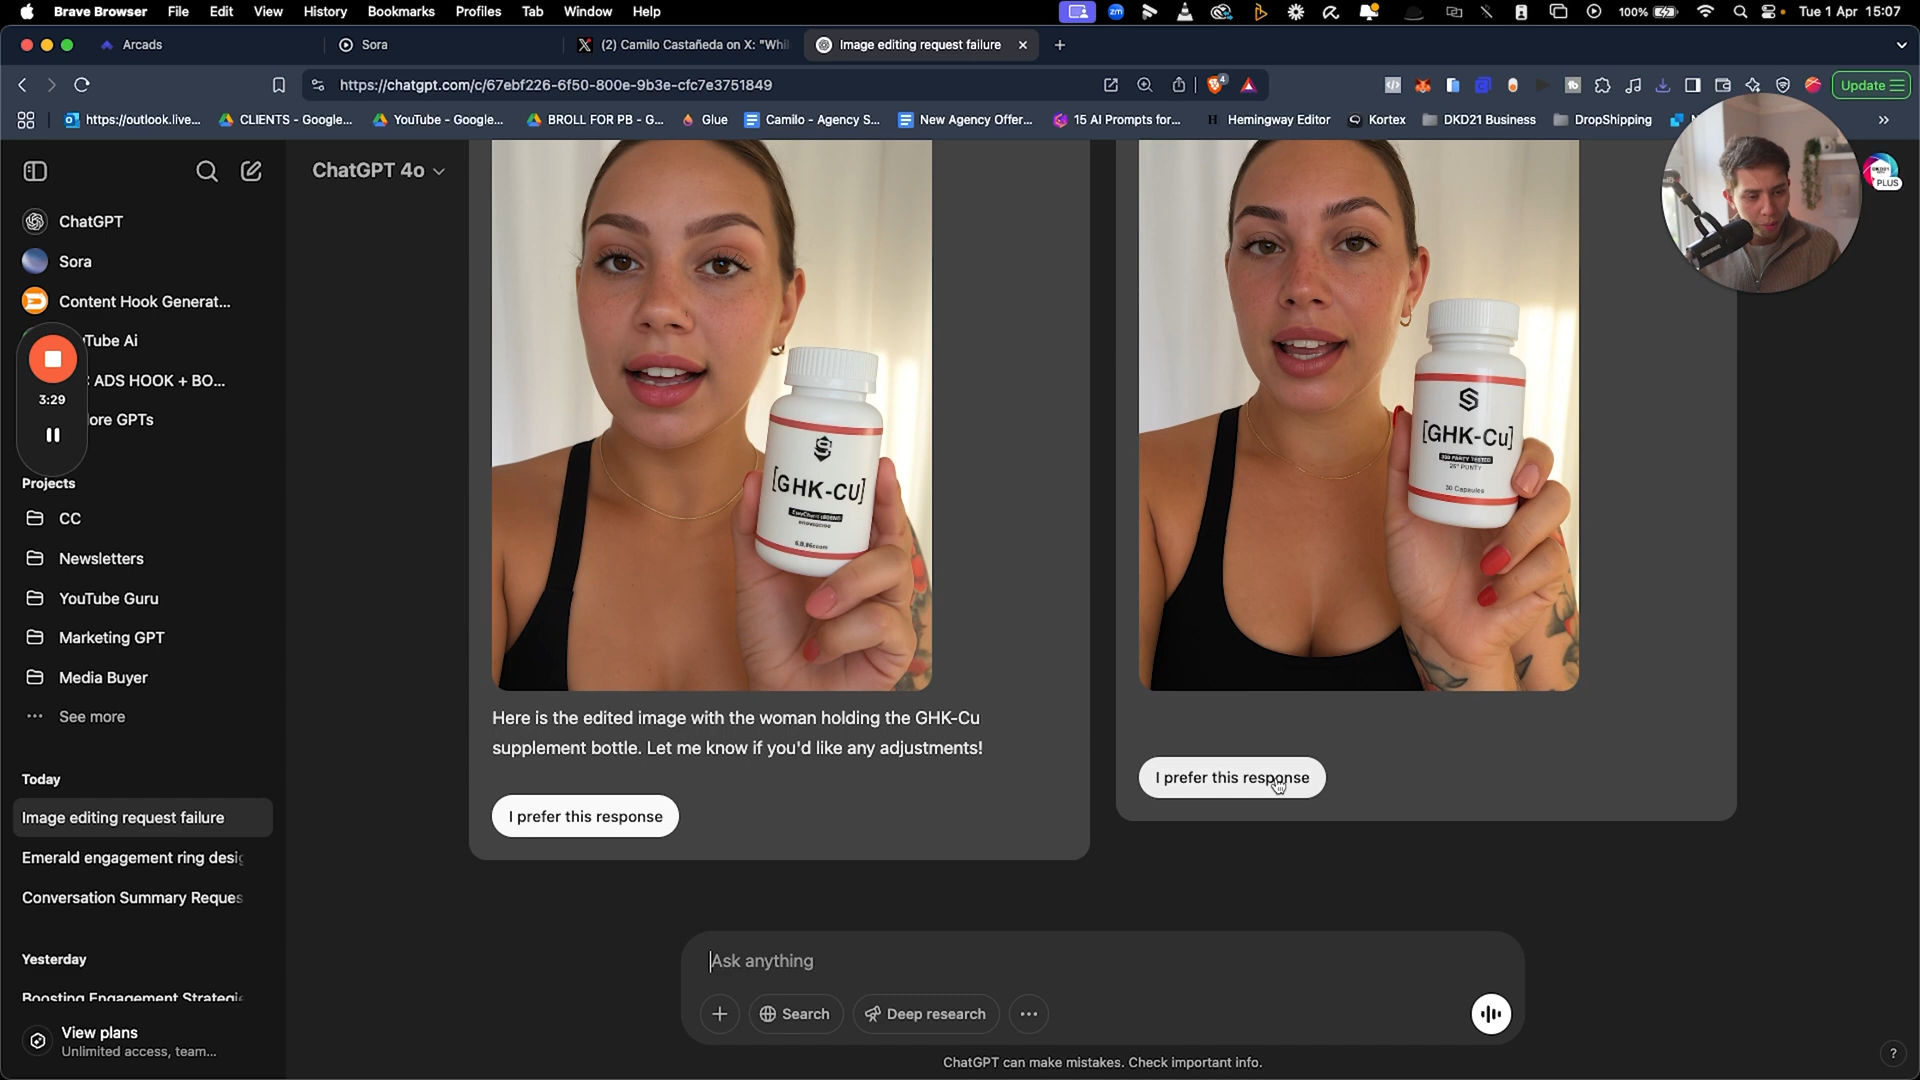 Brave Browser File Edit View History Bookmarks Profiles Tab Window Help
100% Tue 1 Apr 15:07
Arcads
Sora
(2) Camilo Castañeda on X: "Whil
Image editing request failure
https://chatgpt.com/c/67ebf226-6f50-800e-9b3e-cfc7e3751849
4
Update
https://outlook.live...
CLIENTS - Google...
YouTube - Google...
BROLL FOR PB - G...
Glue
Camilo - Agency S...
New Agency Offer...
15 AI Prompts for...
Hemingway Editor
Kortex
DKD21 Business
DropShipping
ChatGPT 4o
PLUS
ChatGPT
Sora
Content Hook Generat...
Tube Ai
ADS HOOK + BO...
ore GPTs
3:29
Projects
CC
Newsletters
YouTube Guru
Marketing GPT
Media Buyer
See more
Today
Image editing request failure
Emerald engagement ring desig
Conversation Summary Reques
Yesterday
Boosting Engagement Strategi
View plans
Unlimited access, team...
[GHK-CU]
Here is the edited image with the woman holding the GHK-Cu
supplement bottle. Let me know if you'd like any adjustments!
I prefer this response
S
[GHK-Cu]
30 Capsules
I prefer this response
Ask anything
Search
Deep research
ChatGPT can make mistakes. Check important info.
?